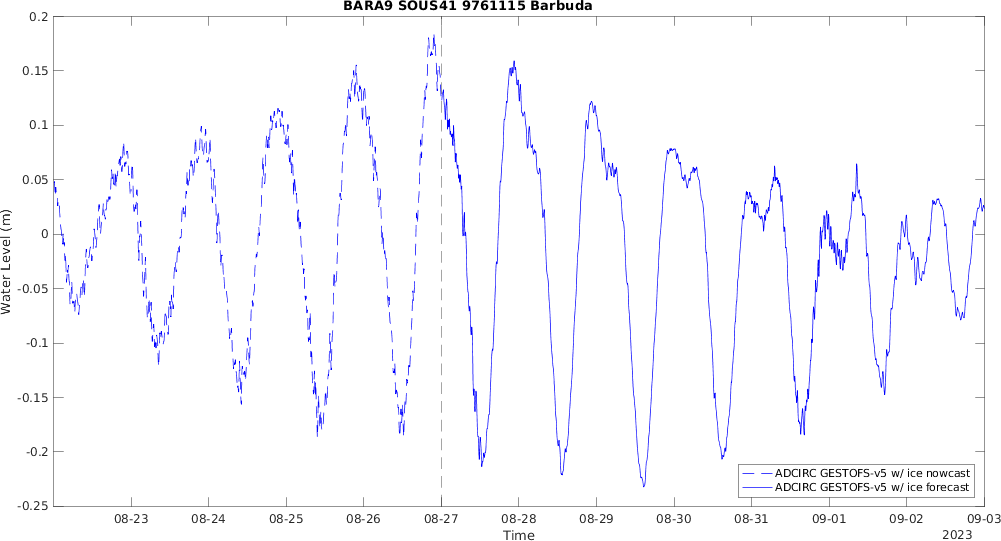 BARA9 SOUS41 9761115 Barbuda
0.2
0.15
0.1
0.05
0
-0.05
-0.1
-0.15
-0.2
-0.25
Water Level (m)
ADCIRC GESTOFS-v5 w/ ice nowcast
ADCIRC GESTOFS-v5 w/ ice forecast
08-23 08-24 08-25 08-26 08-27 08-28 08-29 08-30 08-31 09-01 09-02 09-03
Time
2023